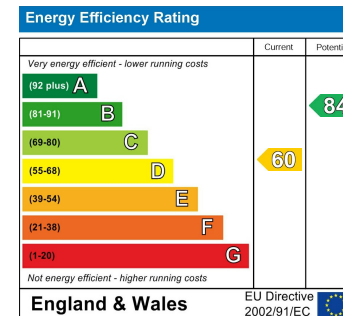 Energy Efficiency Rating
Current
Very energy efficient - lower running costs
(92 plus) A
(81-91) B
84
(69-80) C
(55-68) D
60
(39-54) E
(21-38) F
(1-20) G
Not energy efficient - higher running costs
England & Wales
EU Directive
2002/91/EC